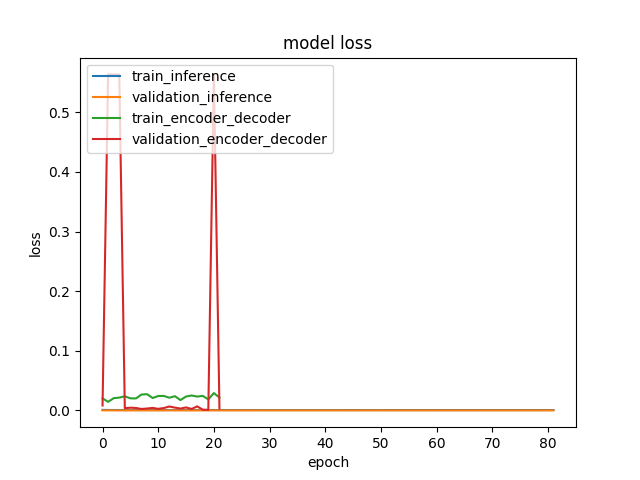 model loss
train_inference
validation_inference
train_encoder_decoder
validation_encoder_decoder
loss
0.5
0.4
0.3
0.2
0.1
0.0
0 10 20 30 40 50 60 70 80
epoch